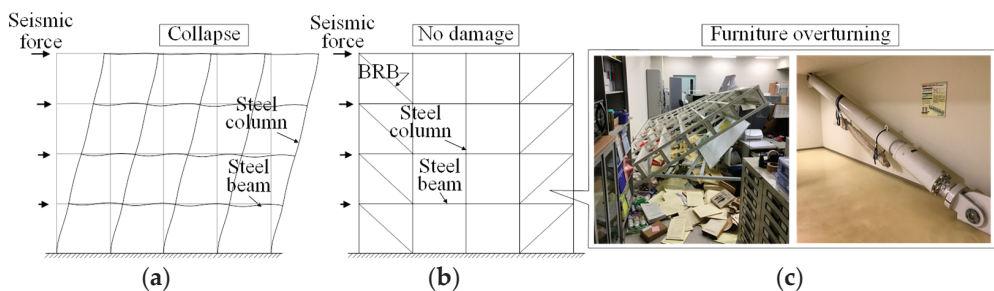 Seismic
force
Collapse
Steel
column
Steel
beam
(a)
Seismic
force
No damage
BRB
Steel
column
Steel
beam
(b)
Furniture overturning
(c)